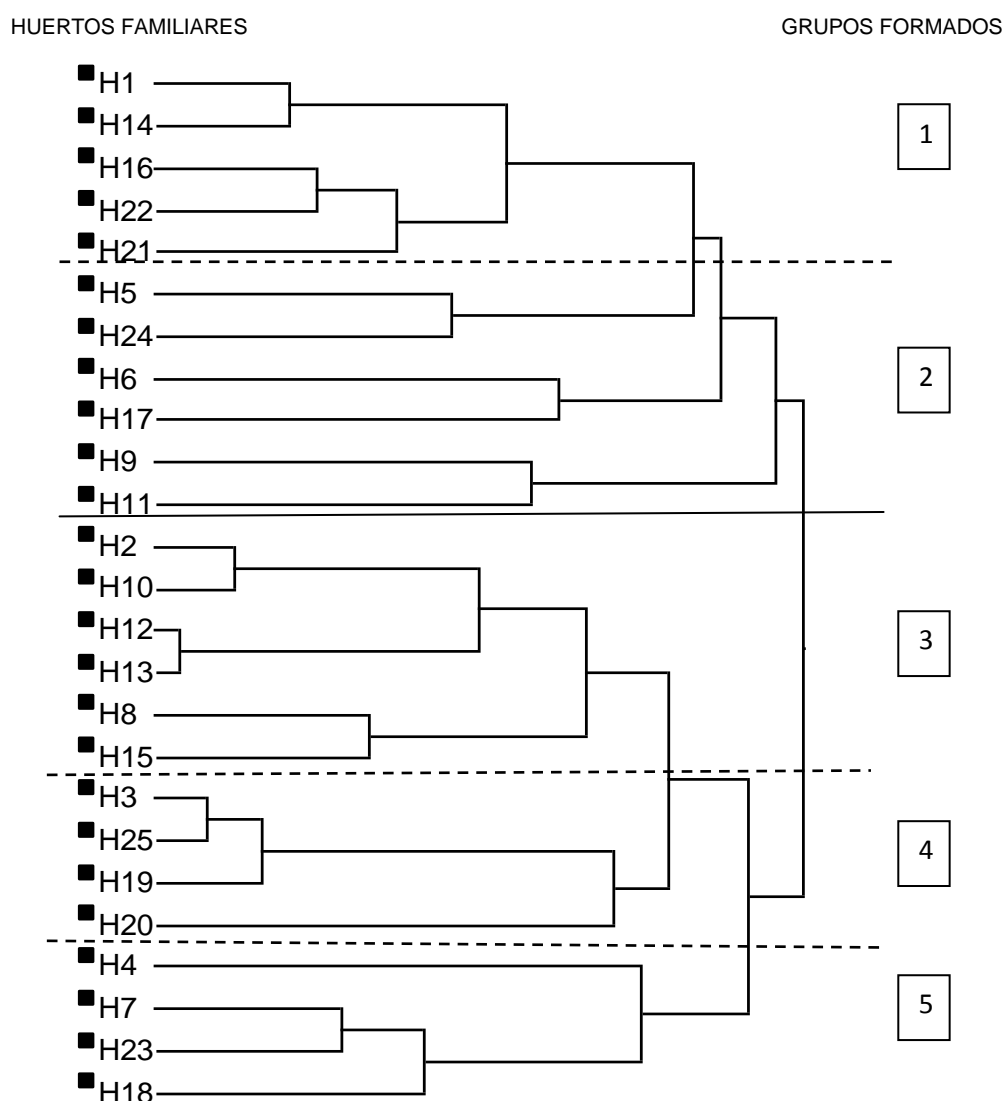 HUERTOS FAMILIARES GRUPOS FORMADOS
H1
H14
1
H16
H22
H21
H5
H24
H6
2
H17
H9
H11
H2
H10
H12
3
H13
H8
H15
H3
H25
4
H19
H20
H4
H7
5
H23
H18